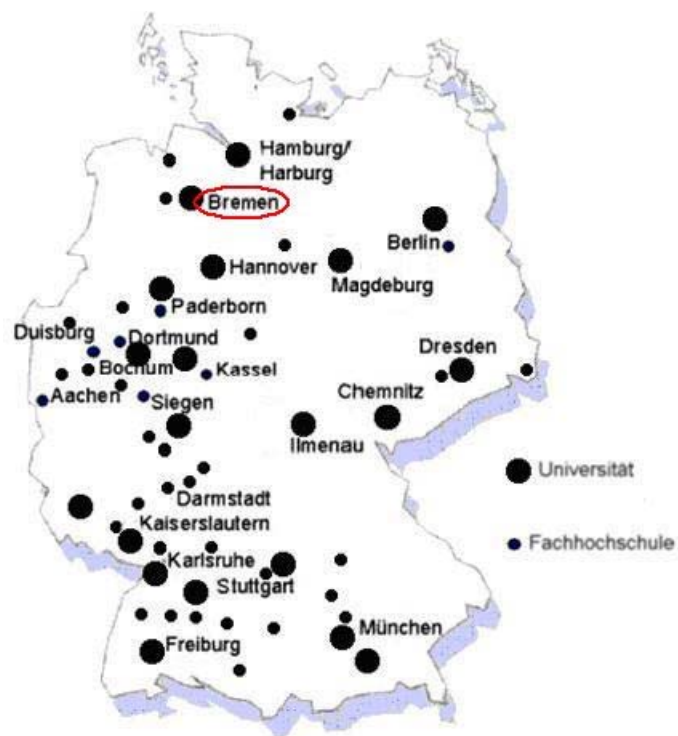 Hamburg/
Harburg
Bremen
Berlin
Hannover
Magdeburg
Paderborn
Duisburg
Dortmund
Dresden
Bochum
Kassel
Aachen
Siegen
Chemnitz
Ilmenau
Universität
Darmstadt
Kaiserslautern
Fachhochschule
Karlsruhe
Stuttgart
München
Freiburg